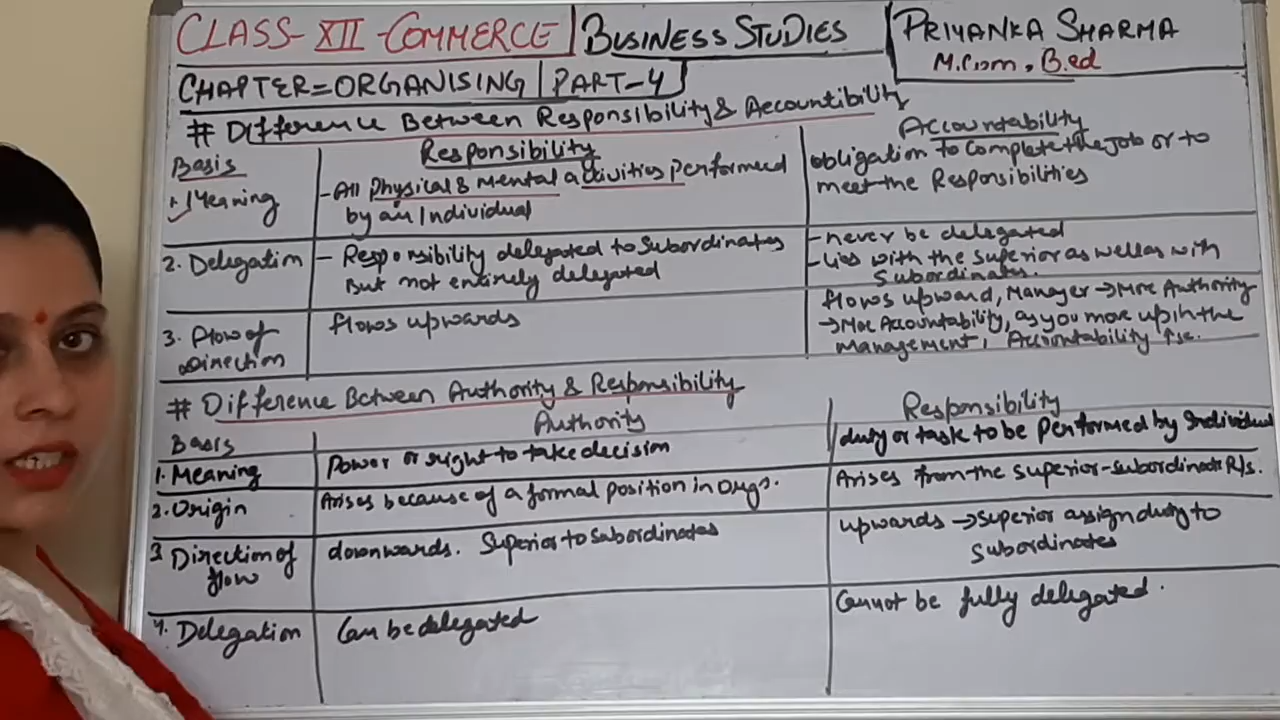 CLASS-XII-COMMERCE | BUSINESS STUDIES
PRIYANKA SHARMA
M.Com, B.ed
CHAPTER=ORGANISING | PART-4
# DIFFERENCE BETWEEN RESPONSIBILITY & ACCOUNTIBILITY
Basis
Responsibility
Accountability
1. Meaning
- All Physical & Mental activities performed
by an Individual
obligation to complete the job or to
meet the Responsibilities
2. Delegation
- Responsibility delegated to subordinates
But not entirely delegated
- never be delegated
- lies with the superior as well as with
subordinates.
3. Flow of
Direction
flows upwards
flows upward, Manager → More Authority
→ More Accountability, as you move up in the
Management, Accountability ↑se.
# DIFFERENCE BETWEEN AUTHORITY & RESPONSIBILITY
Basis
Authority
Responsibility
1. Meaning
Power or right to take decision
duty or task to be performed by Individual
2. Origin
Arises because of a formal position in Orgs.
Arises from the superior-subordinate R/s.
3 Direction of
flow
downwards. Superior to subordinates
upwards → superior assign duty to
subordinates
4. Delegation
Can be delegated
Cannot be fully delegated.